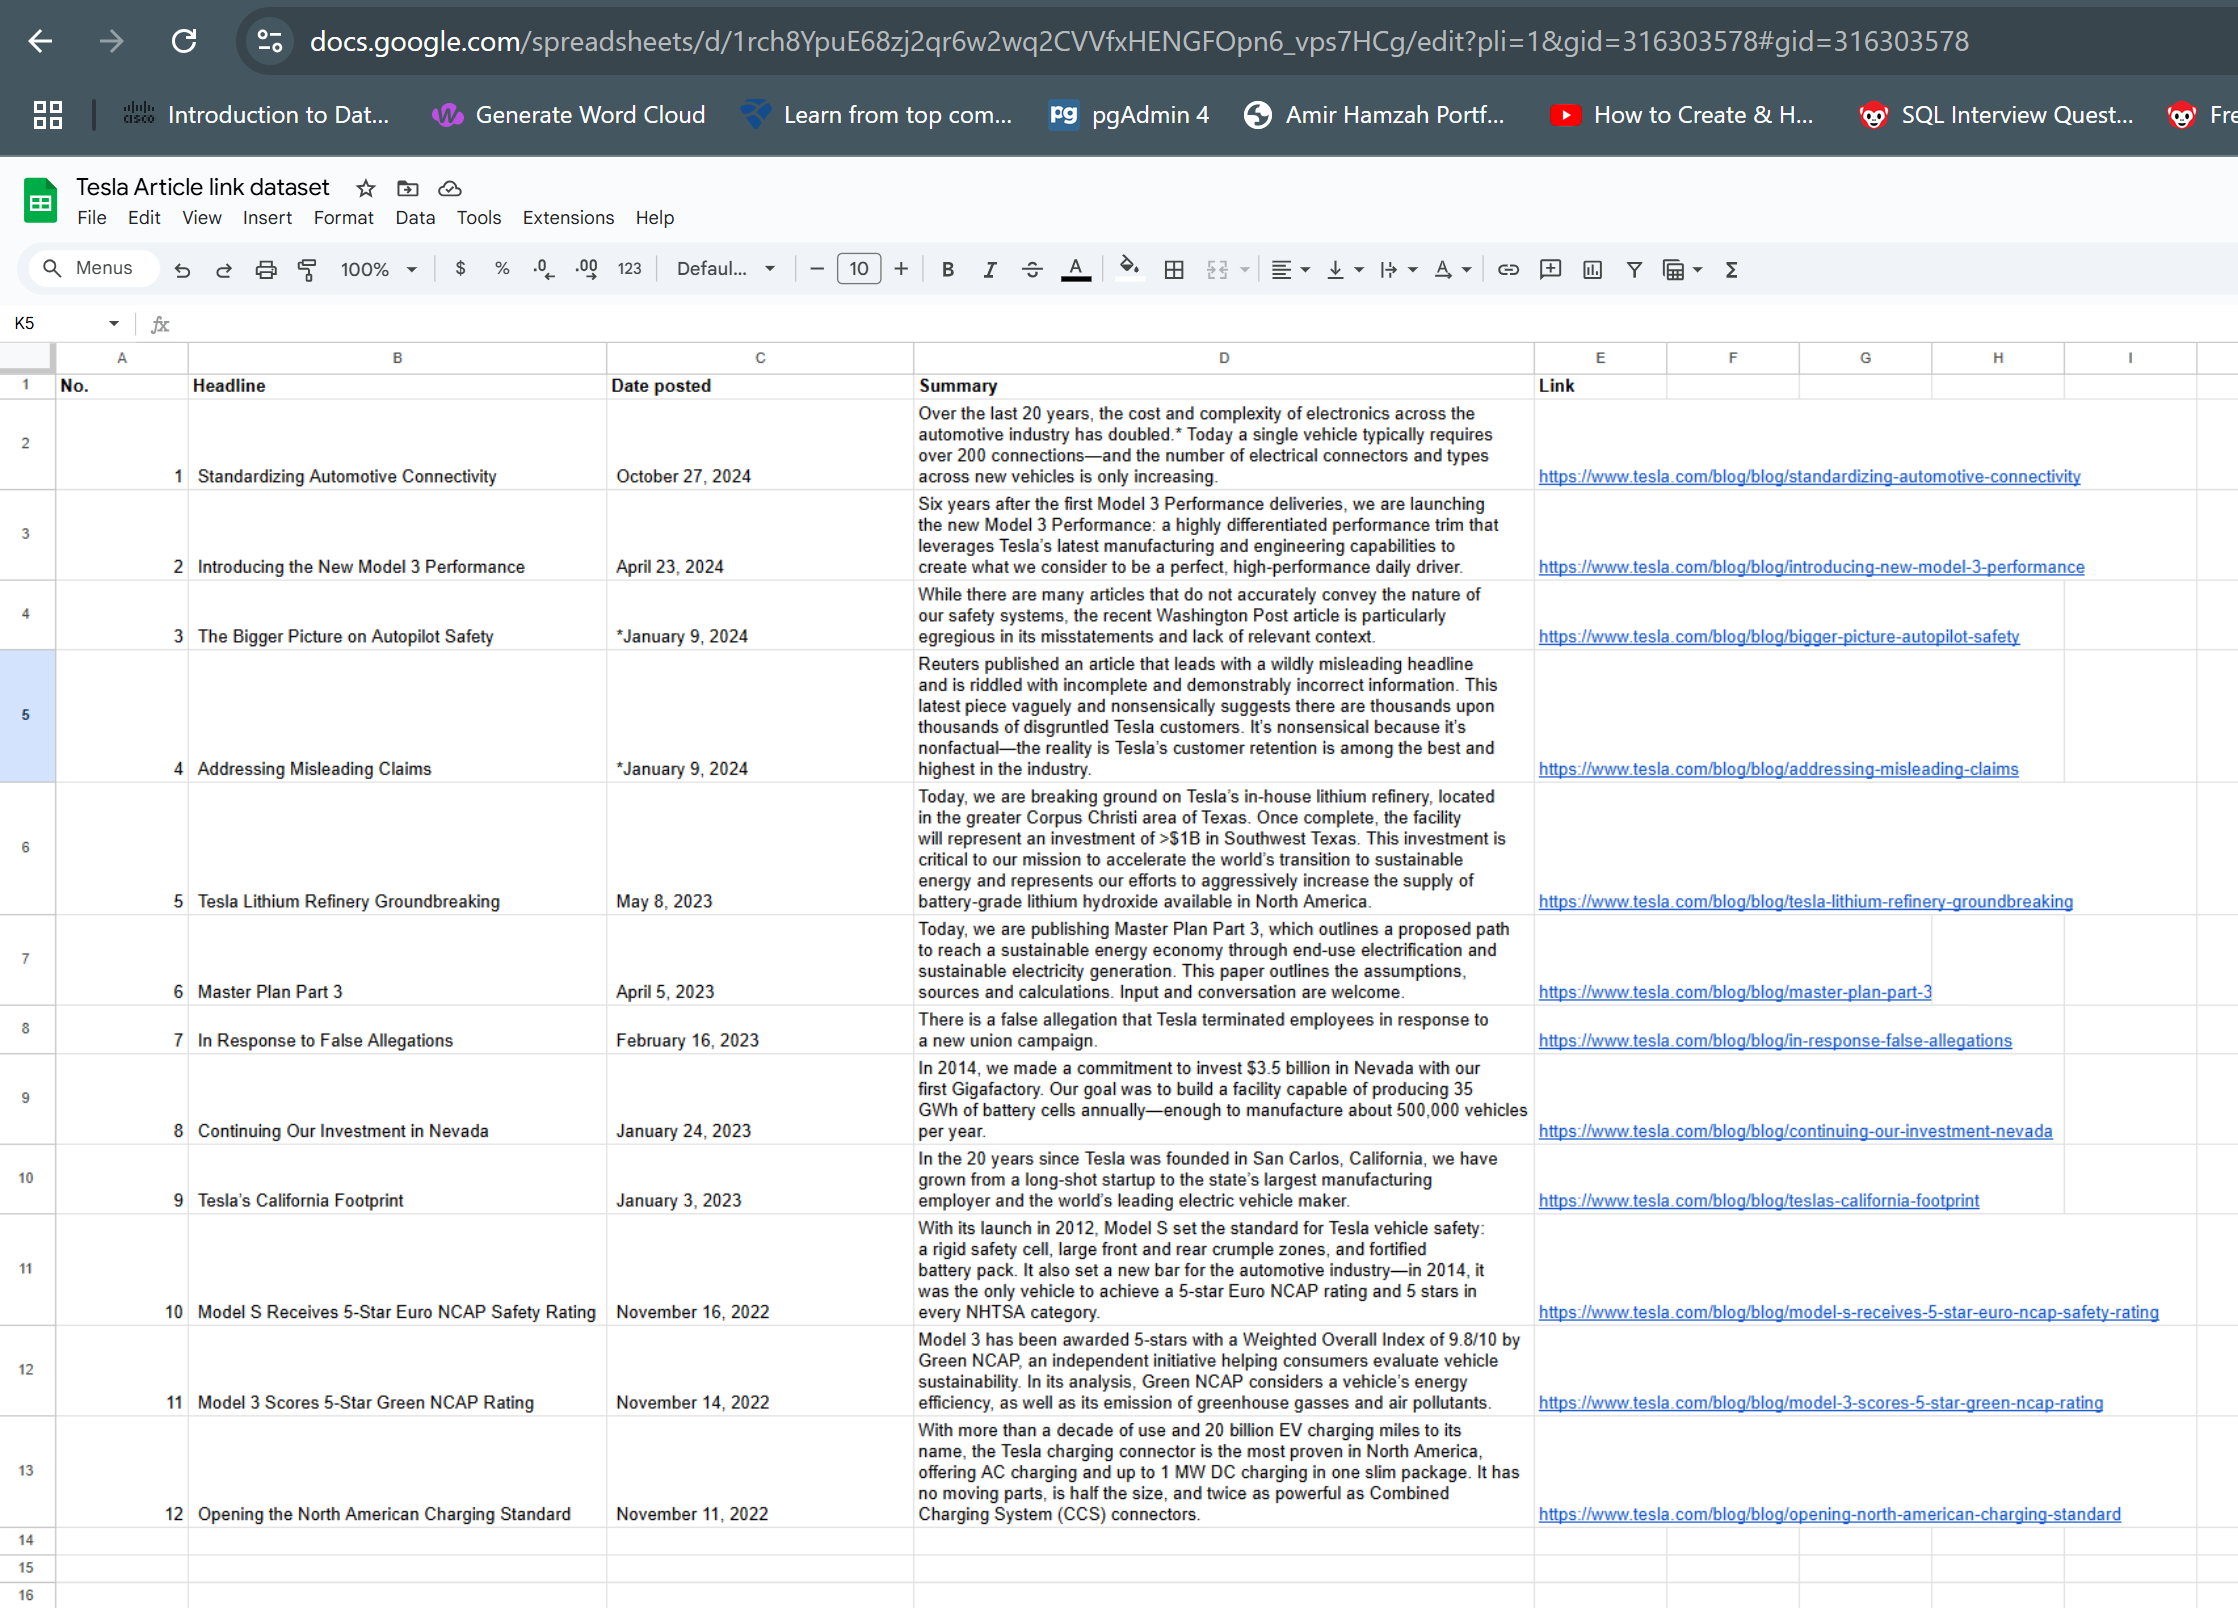 docs.google.com/spreadsheets/d/1rch8YpuE68zj2qr6w2wq2CVVfxHENGFOpn6_vps7HCg/edit?pli=1&gid=316303578#gid=316303578
cisco Introduction to Dat... Generate Word Cloud Learn from top com... pg pgAdmin 4 Amir Hamzah Portf... How to Create & H... SQL Interview Quest... Fre
Tesla Article link dataset
File Edit View Insert Format Data Tools Extensions Help
Menus 100% $ % .0 .00 123 Defaul... 10 B I A
K5 fx
A B C D E F G H I
1 No. Headline Date posted Summary Link
Over the last 20 years, the cost and complexity of electronics across the
automotive industry has doubled.* Today a single vehicle typically requires
2
over 200 connections—and the number of electrical connectors and types
1 Standardizing Automotive Connectivity October 27, 2024 across new vehicles is only increasing. https://www.tesla.com/blog/blog/standardizing-automotive-connectivity
Six years after the first Model 3 Performance deliveries, we are launching
the new Model 3 Performance: a highly differentiated performance trim that
3
leverages Tesla's latest manufacturing and engineering capabilities to
2 Introducing the New Model 3 Performance April 23, 2024 create what we consider to be a perfect, high-performance daily driver. https://www.tesla.com/blog/blog/introducing-new-model-3-performance
While there are many articles that do not accurately convey the nature of
4 our safety systems, the recent Washington Post article is particularly
3 The Bigger Picture on Autopilot Safety *January 9, 2024 egregious in its misstatements and lack of relevant context. https://www.tesla.com/blog/blog/bigger-picture-autopilot-safety
Reuters published an article that leads with a wildly misleading headline
and is riddled with incomplete and demonstrably incorrect information. This
latest piece vaguely and nonsensically suggests there are thousands upon
5
thousands of disgruntled Tesla customers. It's nonsensical because it's
nonfactual—the reality is Tesla's customer retention is among the best and
4 Addressing Misleading Claims *January 9, 2024 highest in the industry. https://www.tesla.com/blog/blog/addressing-misleading-claims
Today, we are breaking ground on Tesla's in-house lithium refinery, located
in the greater Corpus Christi area of Texas. Once complete, the facility
will represent an investment of >$1B in Southwest Texas. This investment is
6
critical to our mission to accelerate the world's transition to sustainable
energy and represents our efforts to aggressively increase the supply of
5 Tesla Lithium Refinery Groundbreaking May 8, 2023 battery-grade lithium hydroxide available in North America. https://www.tesla.com/blog/blog/tesla-lithium-refinery-groundbreaking
Today, we are publishing Master Plan Part 3, which outlines a proposed path
to reach a sustainable energy economy through end-use electrification and
7
sustainable electricity generation. This paper outlines the assumptions,
6 Master Plan Part 3 April 5, 2023 sources and calculations. Input and conversation are welcome. https://www.tesla.com/blog/blog/master-plan-part-3
8 There is a false allegation that Tesla terminated employees in response to
7 In Response to False Allegations February 16, 2023 a new union campaign. https://www.tesla.com/blog/blog/in-response-false-allegations
In 2014, we made a commitment to invest $3.5 billion in Nevada with our
first Gigafactory. Our goal was to build a facility capable of producing 35
9
GWh of battery cells annually—enough to manufacture about 500,000 vehicles
8 Continuing Our Investment in Nevada January 24, 2023 per year. https://www.tesla.com/blog/blog/continuing-our-investment-nevada
In the 20 years since Tesla was founded in San Carlos, California, we have
10 grown from a long-shot startup to the state's largest manufacturing
9 Tesla's California Footprint January 3, 2023 employer and the world's leading electric vehicle maker. https://www.tesla.com/blog/blog/teslas-california-footprint
With its launch in 2012, Model S set the standard for Tesla vehicle safety:
a rigid safety cell, large front and rear crumple zones, and fortified
11 battery pack. It also set a new bar for the automotive industry—in 2014, it
was the only vehicle to achieve a 5-star Euro NCAP rating and 5 stars in
10 Model S Receives 5-Star Euro NCAP Safety Rating November 16, 2022 every NHTSA category. https://www.tesla.com/blog/blog/model-s-receives-5-star-euro-ncap-safety-rating
Model 3 has been awarded 5-stars with a Weighted Overall Index of 9.8/10 by
Green NCAP, an independent initiative helping consumers evaluate vehicle
12
sustainability. In its analysis, Green NCAP considers a vehicle's energy
11 Model 3 Scores 5-Star Green NCAP Rating November 14, 2022 efficiency, as well as its emission of greenhouse gasses and air pollutants. https://www.tesla.com/blog/blog/model-3-scores-5-star-green-ncap-rating
With more than a decade of use and 20 billion EV charging miles to its
name, the Tesla charging connector is the most proven in North America,
13 offering AC charging and up to 1 MW DC charging in one slim package. It has
no moving parts, is half the size, and twice as powerful as Combined
12 Opening the North American Charging Standard November 11, 2022 Charging System (CCS) connectors. https://www.tesla.com/blog/blog/opening-north-american-charging-standard
14
15
16